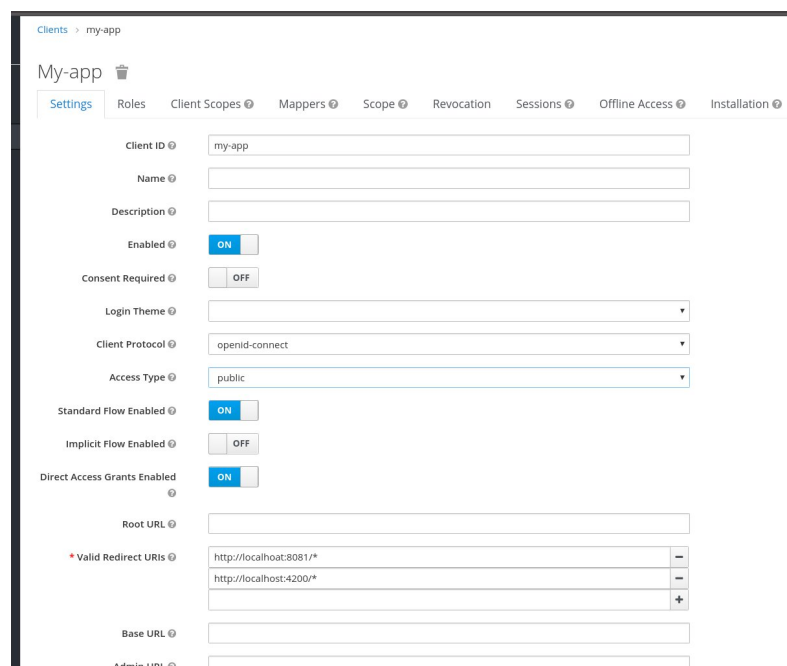 Clients > my-app
My-app
Settings Roles Client Scopes Mappers Scope Revocation Sessions Offline Access Installation
Client ID my-app
Name
Description
Enabled ON
Consent Required OFF
Login Theme
Client Protocol openid-connect
Access Type public
Standard Flow Enabled ON
Implicit Flow Enabled OFF
Direct Access Grants Enabled ON
Root URL
* Valid Redirect URIs http://localhoat:8081/*
http://localhost:4200/*
Base URL
Admin URL